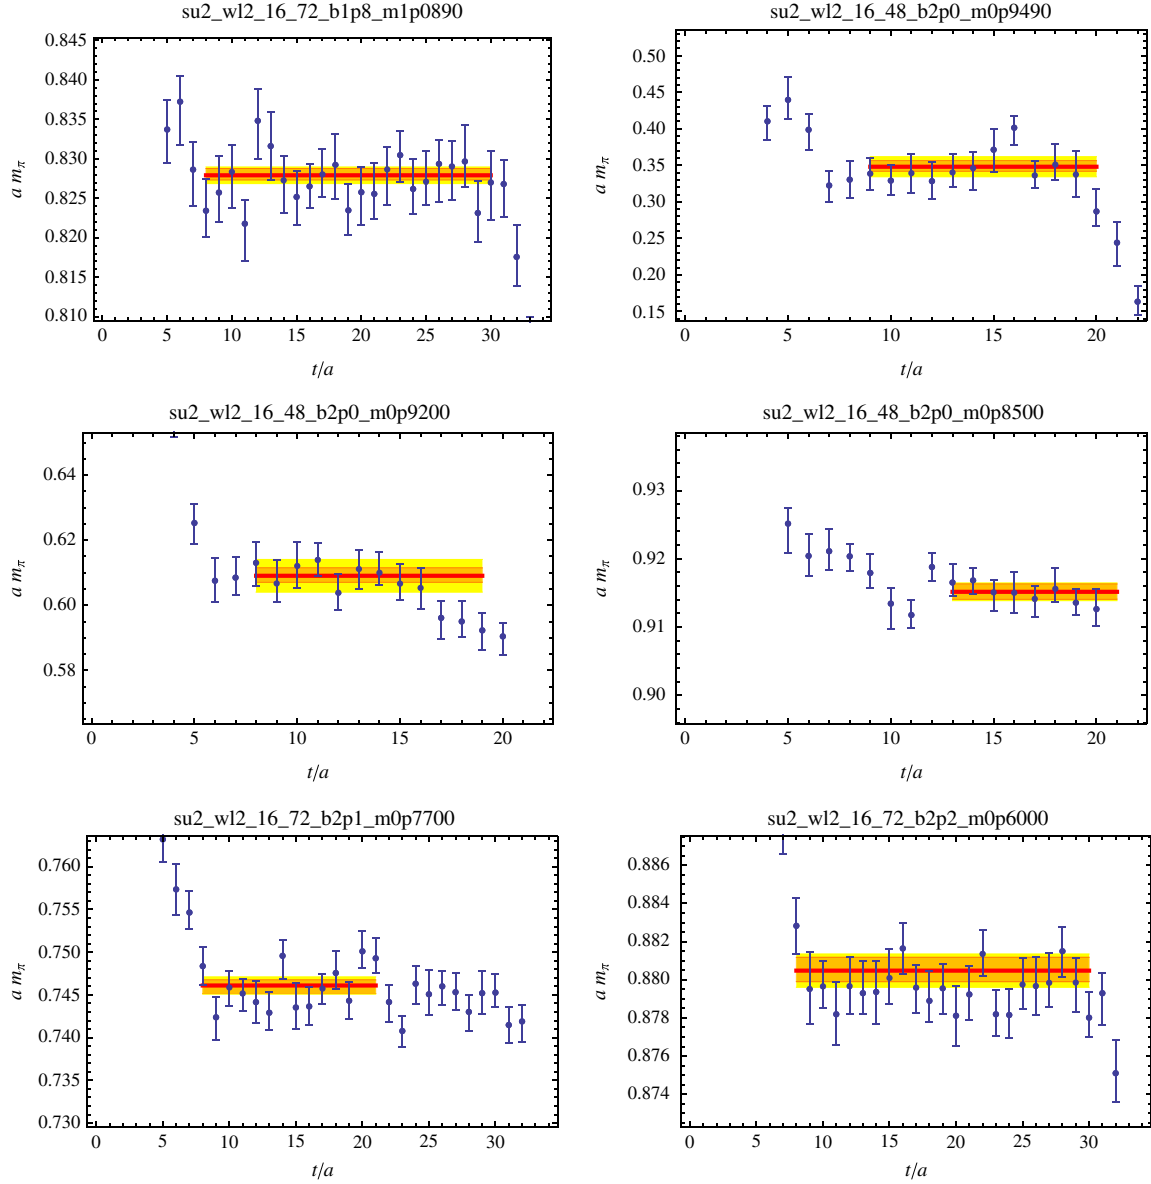 su2_wl2_16_72_b1p8_m1p0890
0.845
0.840
0.835
0.830
0.825
0.820
0.815
0.810
a mπ
0 5 10 15 20 25 30
t/a
su2_wl2_16_48_b2p0_m0p9490
0.50
0.45
0.40
0.35
0.30
0.25
0.20
0.15
a mπ
0 5 10 15 20
t/a
su2_wl2_16_48_b2p0_m0p9200
0.64
0.62
0.60
0.58
a mπ
0 5 10 15 20
t/a
su2_wl2_16_48_b2p0_m0p8500
0.93
0.92
0.91
0.90
a mπ
0 5 10 15 20
t/a
su2_wl2_16_72_b2p1_m0p7700
0.760
0.755
0.750
0.745
0.740
0.735
0.730
a mπ
0 5 10 15 20 25 30
t/a
su2_wl2_16_72_b2p2_m0p6000
0.886
0.884
0.882
0.880
0.878
0.876
0.874
a mπ
0 5 10 15 20 25 30
t/a